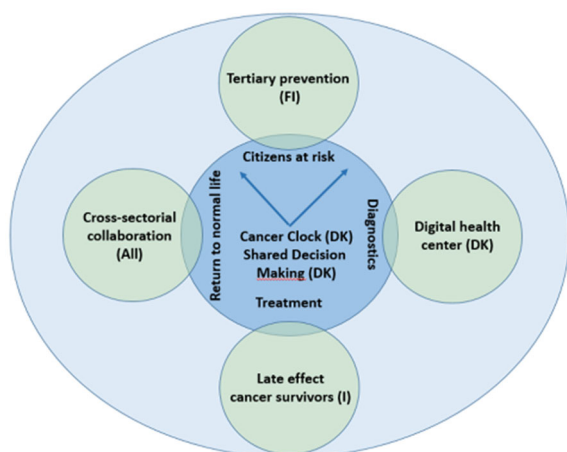 Tertiary prevention
(FI)
Citizens at risk
Return to normal life
Diagnostics
Cross-sectorial
collaboration
(All)
Cancer Clock (DK)
Shared Decision
Making (DK)
Digital health
center (DK)
Treatment
Late effect
cancer survivors (I)